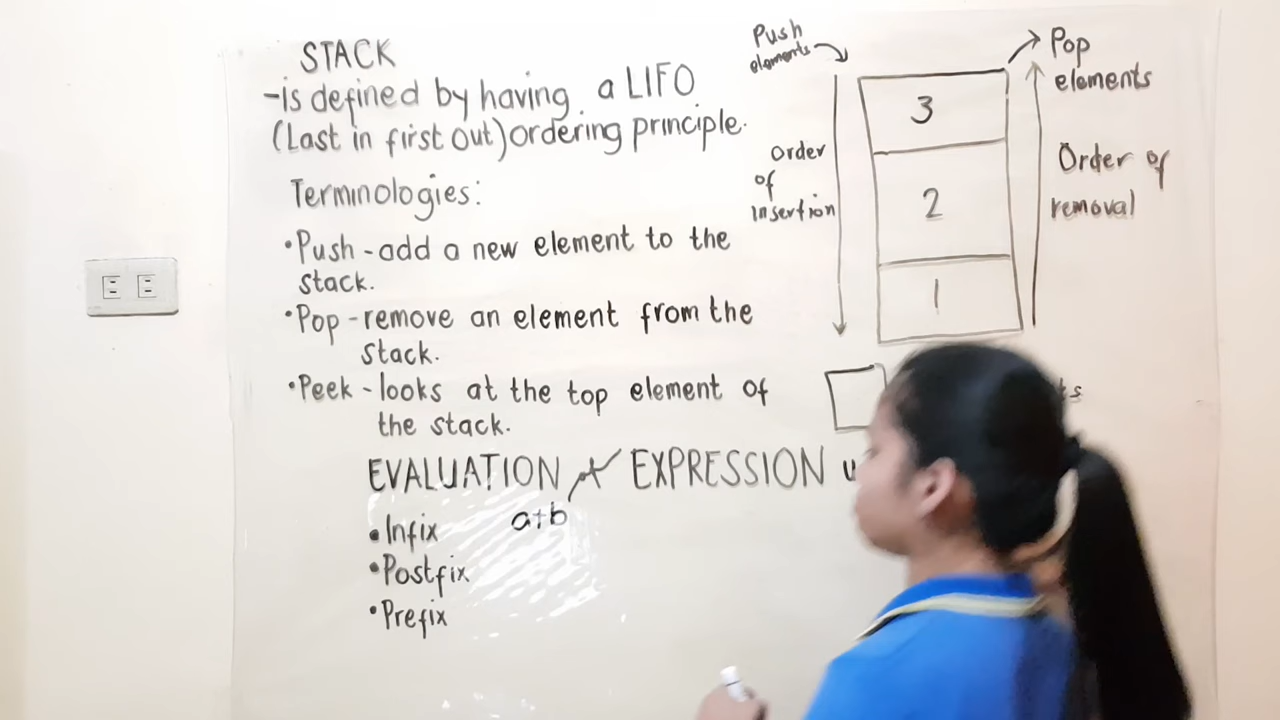 STACK
-is defined by having a LIFO
(Last in first out) ordering principle.
Terminologies:
•Push - add a new element to the
stack.
•Pop - remove an element from the
stack.
•Peek - looks at the top element of
the stack.
EVALUATION of EXPRESSION
•Infix a+b
•Postfix
•Prefix
Push
elements
Order
of
insertion
3
2
1
Pop
elements
Order of
removal